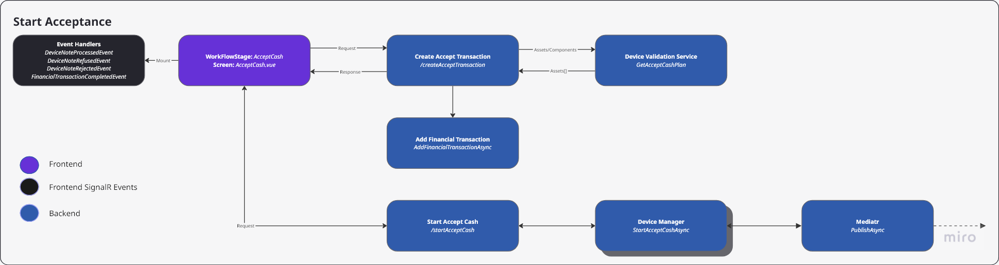 Start Acceptance
Event Handlers
DeviceNoteProcessedEvent
DeviceNoteRefusedEvent
DeviceNoteRejectedEvent
FinancialTransactionCompletedEvent
Mount
WorkFlowStage: AcceptCash
Screen: AcceptCash.vue
Request
Response
Create Accept Transaction
/createAcceptTransaction
Assets/Components
Assets[]
Device Validation Service
GetAcceptCashPlan
Add Financial Transaction
AddFinancialTransactionAsync
Frontend
Frontend SignalR Events
Backend
Request
Start Accept Cash
/startAcceptCash
Device Manager
StartAcceptCashAsync
Mediatr
PublishAsync
miro